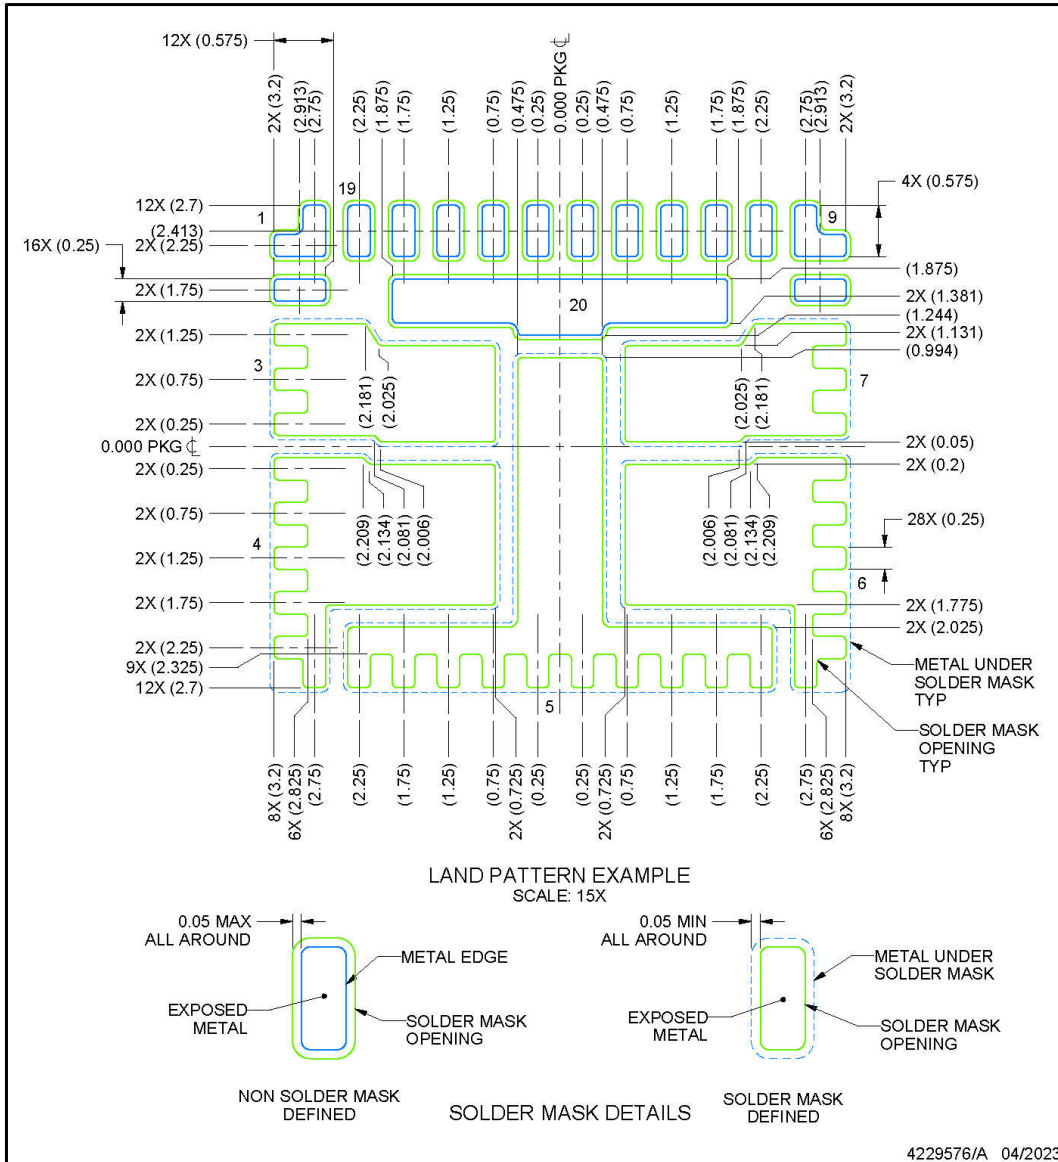 12X (0.575)
2X (3.2)
(2.913)
(2.75)
(2.25)
(1.875)
(1.75)
(1.25)
(0.75)
(0.475)
(0.25)
0.000 PKG ℄
(0.25)
(0.475)
(0.75)
(1.25)
(1.75)
(1.875)
(2.25)
(2.75)
(2.913)
2X (3.2)
19
12X (2.7)
1
9
4X (0.575)
(2.413)
16X (0.25)
2X (2.25)
(1.875)
2X (1.75)
20
2X (1.381)
(1.244)
2X (1.25)
2X (1.131)
(0.994)
3
7
2X (0.75)
(2.181)
(2.025)
(2.025)
(2.181)
2X (0.25)
0.000 PKG ℄
2X (0.05)
2X (0.25)
2X (0.2)
2X (0.75)
(2.209)
(2.134)
(2.081)
(2.006)
(2.006)
(2.081)
(2.134)
(2.209)
28X (0.25)
4
2X (1.25)
6
2X (1.75)
2X (1.775)
2X (2.025)
2X (2.25)
9X (2.325)
12X (2.7)
METAL UNDER
SOLDER MASK
TYP
5
SOLDER MASK
OPENING
TYP
8X (3.2)
6X (2.825)
(2.75)
(2.25)
(1.75)
(1.25)
(0.75)
2X (0.725)
(0.25)
(0.25)
2X (0.725)
(0.75)
(1.25)
(1.75)
(2.25)
(2.75)
6X (2.825)
8X (3.2)
LAND PATTERN EXAMPLE
SCALE: 15X
0.05 MAX
ALL AROUND
METAL EDGE
EXPOSED
METAL
SOLDER MASK
OPENING
NON SOLDER MASK
DEFINED
0.05 MIN
ALL AROUND
METAL UNDER
SOLDER MASK
EXPOSED
METAL
SOLDER MASK
OPENING
SOLDER MASK
DEFINED
SOLDER MASK DETAILS
4229576/A 04/2023